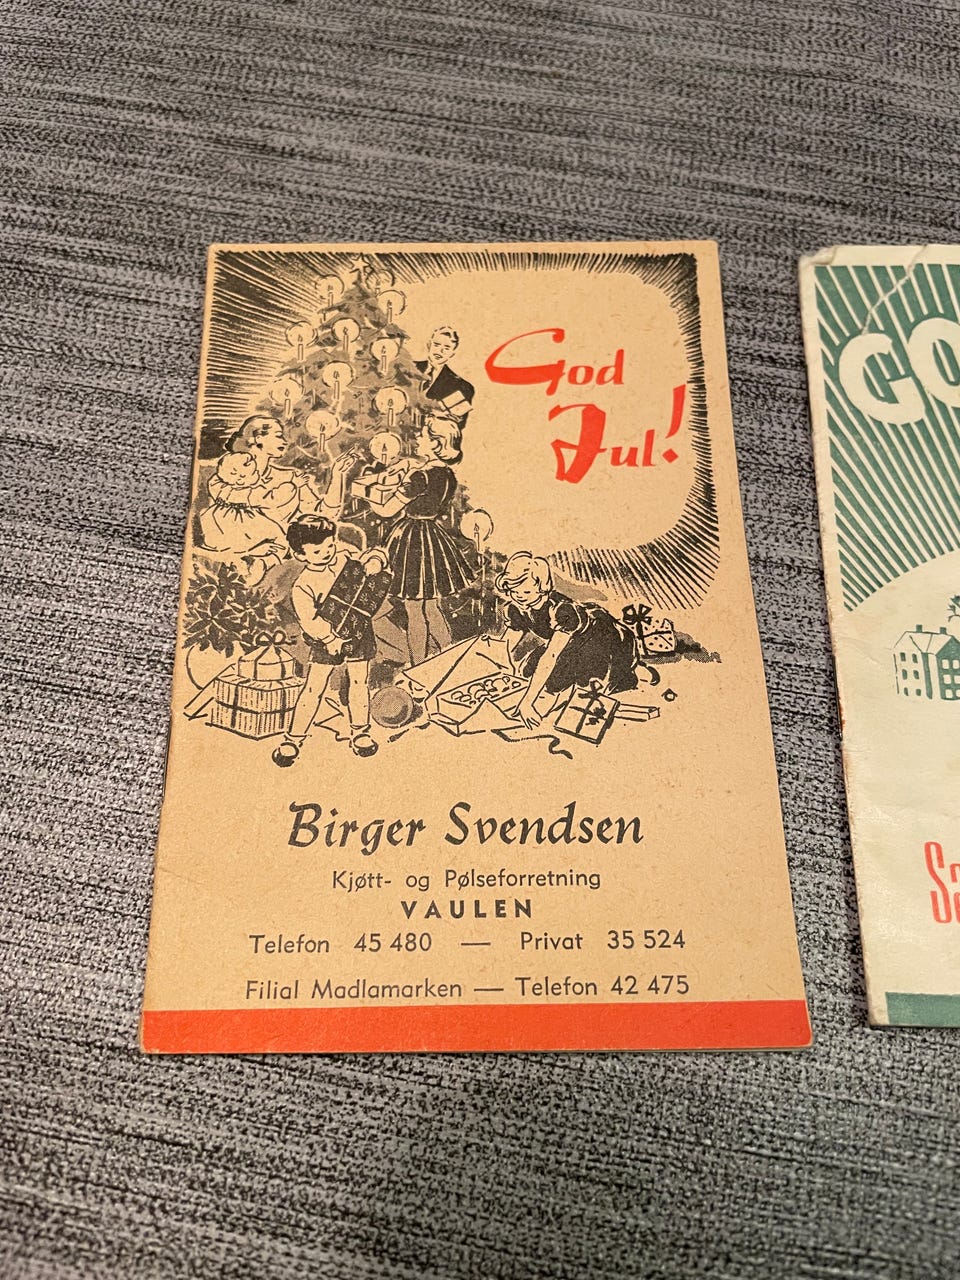 God
Jul!
Birger Svendsen
Kjøtt- og Pølseforretning
VAULEN
Telefon 45 480 — Privat 35 524
Filial Madlamarken — Telefon 42 475